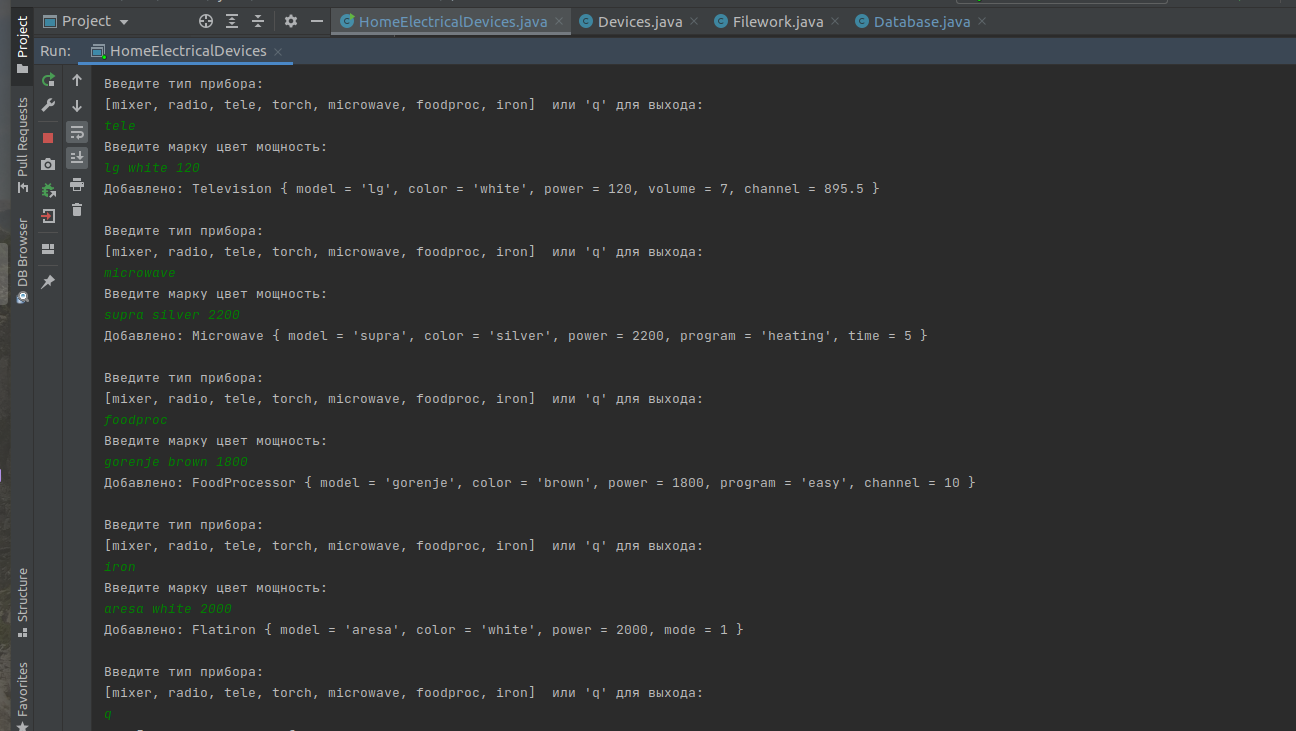 Project
HomeElectricalDevices.java
Devices.java
Filework.java
Database.java
Run:
HomeElectricalDevices
Project
Pull Requests
DB Browser
Structure
Favorites
Введите тип прибора:
[mixer, radio, tele, torch, microwave, foodproc, iron]  или 'q' для выхода:
tele
Введите марку цвет мощность:
lg white 120
Добавлено: Television { model = 'lg', color = 'white', power = 120, volume = 7, channel = 895.5 }
Введите тип прибора:
[mixer, radio, tele, torch, microwave, foodproc, iron]  или 'q' для выхода:
microwave
Введите марку цвет мощность:
supra silver 2200
Добавлено: Microwave { model = 'supra', color = 'silver', power = 2200, program = 'heating', time = 5 }
Введите тип прибора:
[mixer, radio, tele, torch, microwave, foodproc, iron]  или 'q' для выхода:
foodproc
Введите марку цвет мощность:
gorenje brown 1800
Добавлено: FoodProcessor { model = 'gorenje', color = 'brown', power = 1800, program = 'easy', channel = 10 }
Введите тип прибора:
[mixer, radio, tele, torch, microwave, foodproc, iron]  или 'q' для выхода:
iron
Введите марку цвет мощность:
aresa white 2000
Добавлено: Flatiron { model = 'aresa', color = 'white', power = 2000, mode = 1 }
Введите тип прибора:
[mixer, radio, tele, torch, microwave, foodproc, iron]  или 'q' для выхода:
q